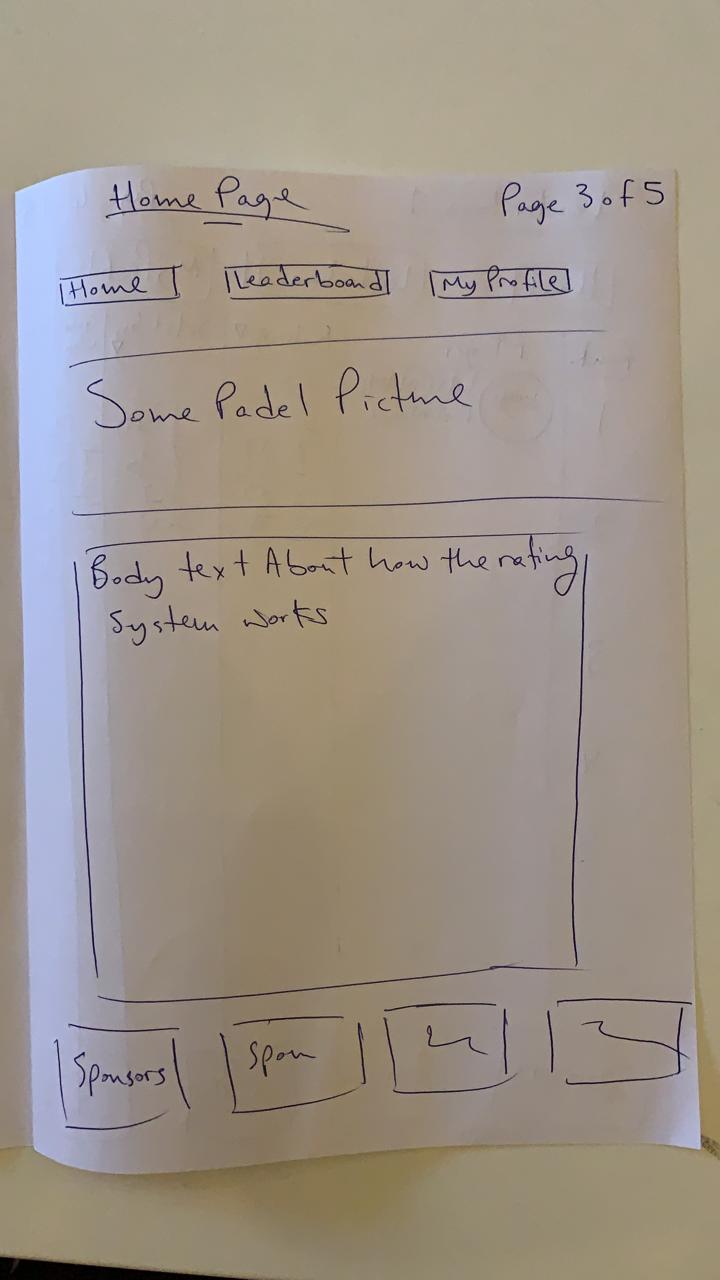 Home Page
Page 3 of 5
Home
Leaderboard
My Profile
Some Padel Picture
Body text About how the rating
System works
Sponsors
Spon